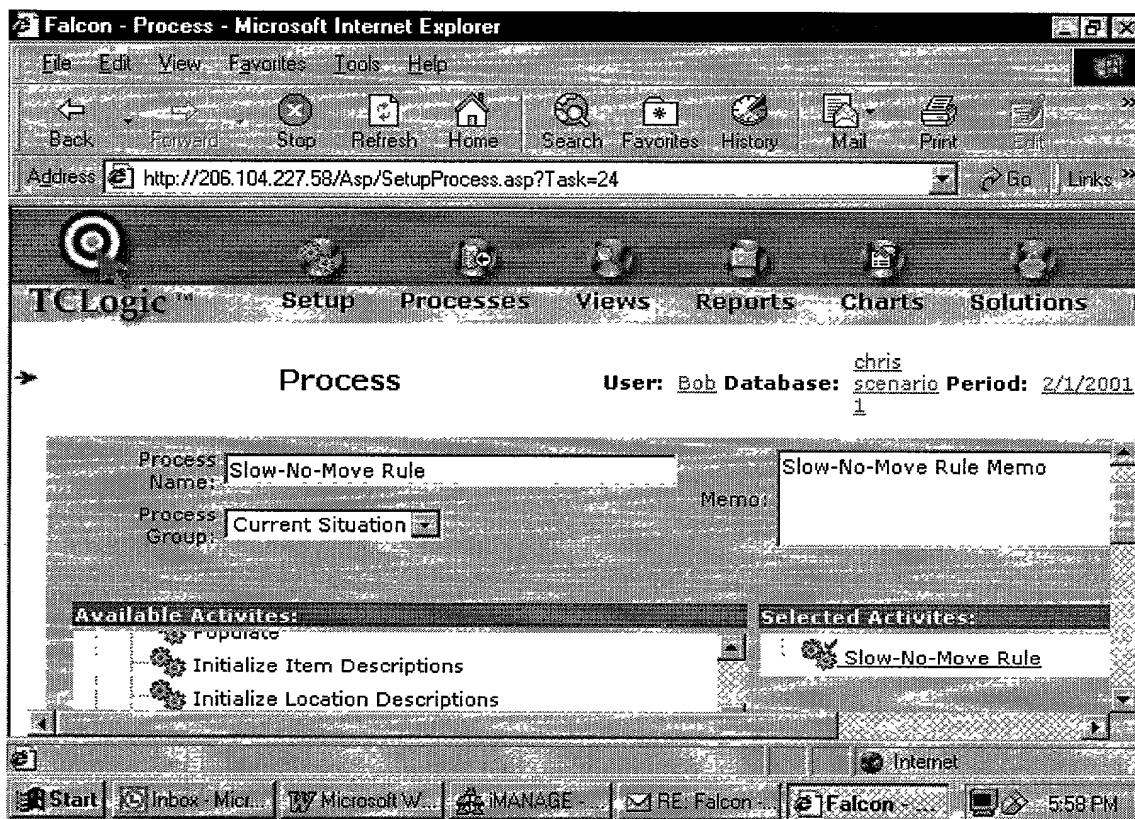 Falcon - Process - Microsoft Internet Explorer
File Edit View Favorites Tools Help
Back Forward Stop Refresh Home Search Favorites History Mail Print Edit »
Address http://206.104.227.58/Asp/SetupProcess.asp?Task=24 Go Links »
TCLogic ™ Setup Processes Views Reports Charts Solutions
Process User: Bob Database: chris scenario 1 Period: 2/1/2001
Process Name: Slow-No-Move Rule
Memo: Slow-No-Move Rule Memo
Process Group: Current Situation
Available Activites:
Populate
Initialize Item Descriptions
Initialize Location Descriptions
Selected Activites:
Slow-No-Move Rule
Internet
Start Inbox - Micr... Microsoft W... iMANAGE - ... RE: Falcon - ... Falcon - ... 5:58 PM